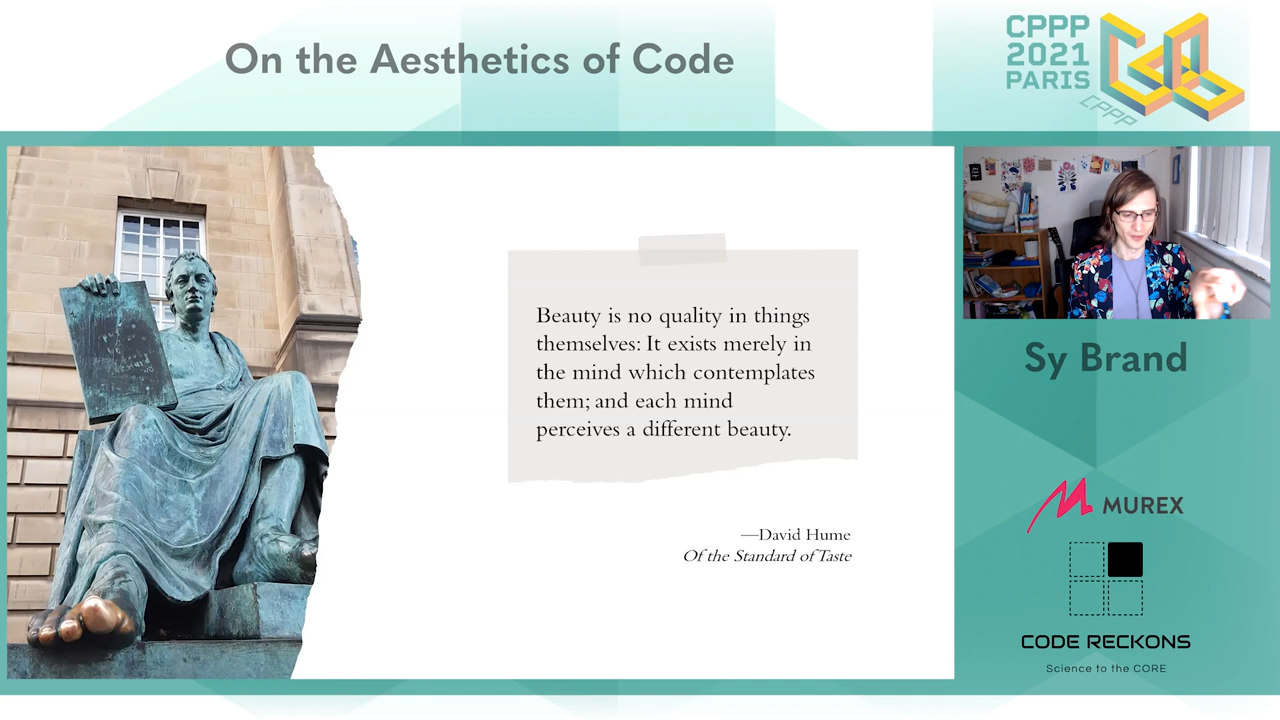 On the Aesthetics of Code
CPPP
2021
PARIS
CPPP
Beauty is no quality in things
themselves: It exists merely in
the mind which contemplates
them; and each mind
perceives a different beauty.
—David Hume
Of the Standard of Taste
Sy Brand
MUREX
CODE RECKONS
Science to the CORE